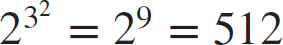 2^{3^2} = 2^9 = 512